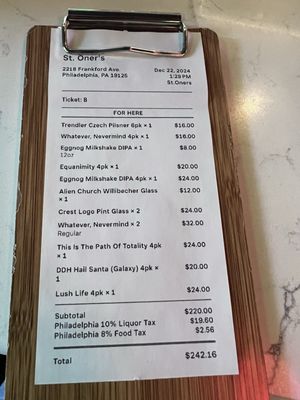 St. Oner's
2218 Frankford Ave
Philadelphia, PA 19125
Dec 22, 2024
1:29 PM
St.Oners
Ticket: B
FOR HERE
Trendler Czech Pilsner 6pk × 1 $16.00
Whatever, Nevermind 4pk × 1 $16.00
Eggnog Milkshake DIPA × 1 $8.00
12oz
Equanimity 4pk × 1 $20.00
Eggnog Milkshake DIPA 4pk × 1 $24.00
Alien Church Willibecher Glass $12.00
× 1
Crest Logo Pint Glass × 2 $24.00
Whatever, Nevermind × 2 $32.00
Regular
This Is The Path Of Totality 4pk $24.00
× 1
DDH Hail Santa (Galaxy) 4pk × $20.00
1
Lush Life 4pk × 1 $24.00
Subtotal $220.00
Philadelphia 10% Liquor Tax $19.60
Philadelphia 8% Food Tax $2.56
Total $242.16